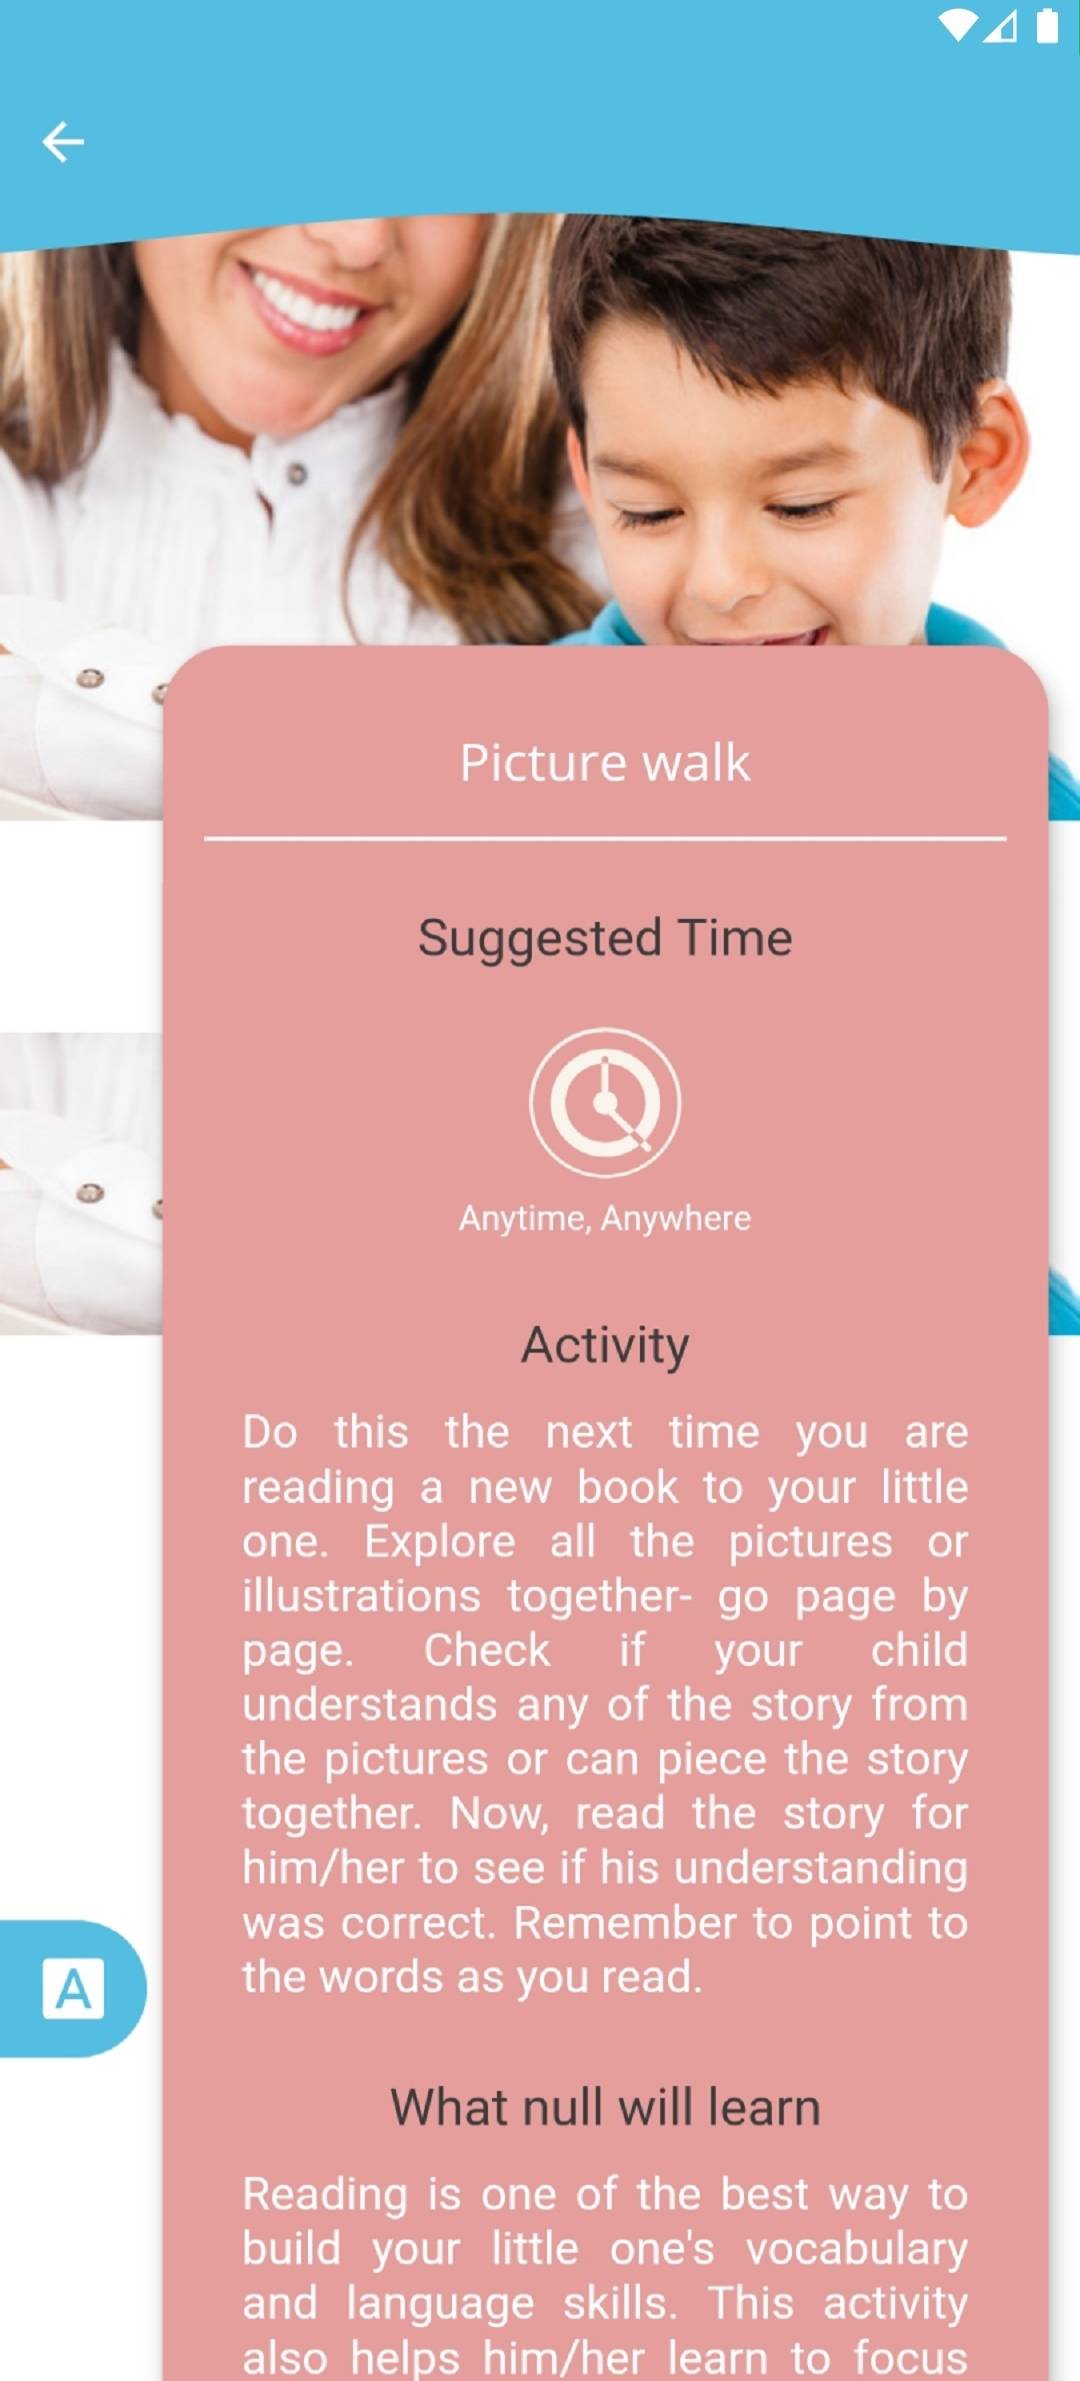 Picture walk
Suggested Time
Anytime, Anywhere
Activity
Do this the next time you are
reading a new book to your little
one. Explore all the pictures or
illustrations together- go page by
page. Check if your child
understands any of the story from
the pictures or can piece the story
together. Now, read the story for
him/her to see if his understanding
was correct. Remember to point to
the words as you read.
A
What null will learn
Reading is one of the best way to
build your little one's vocabulary
and language skills. This activity
also helps him/her learn to focus